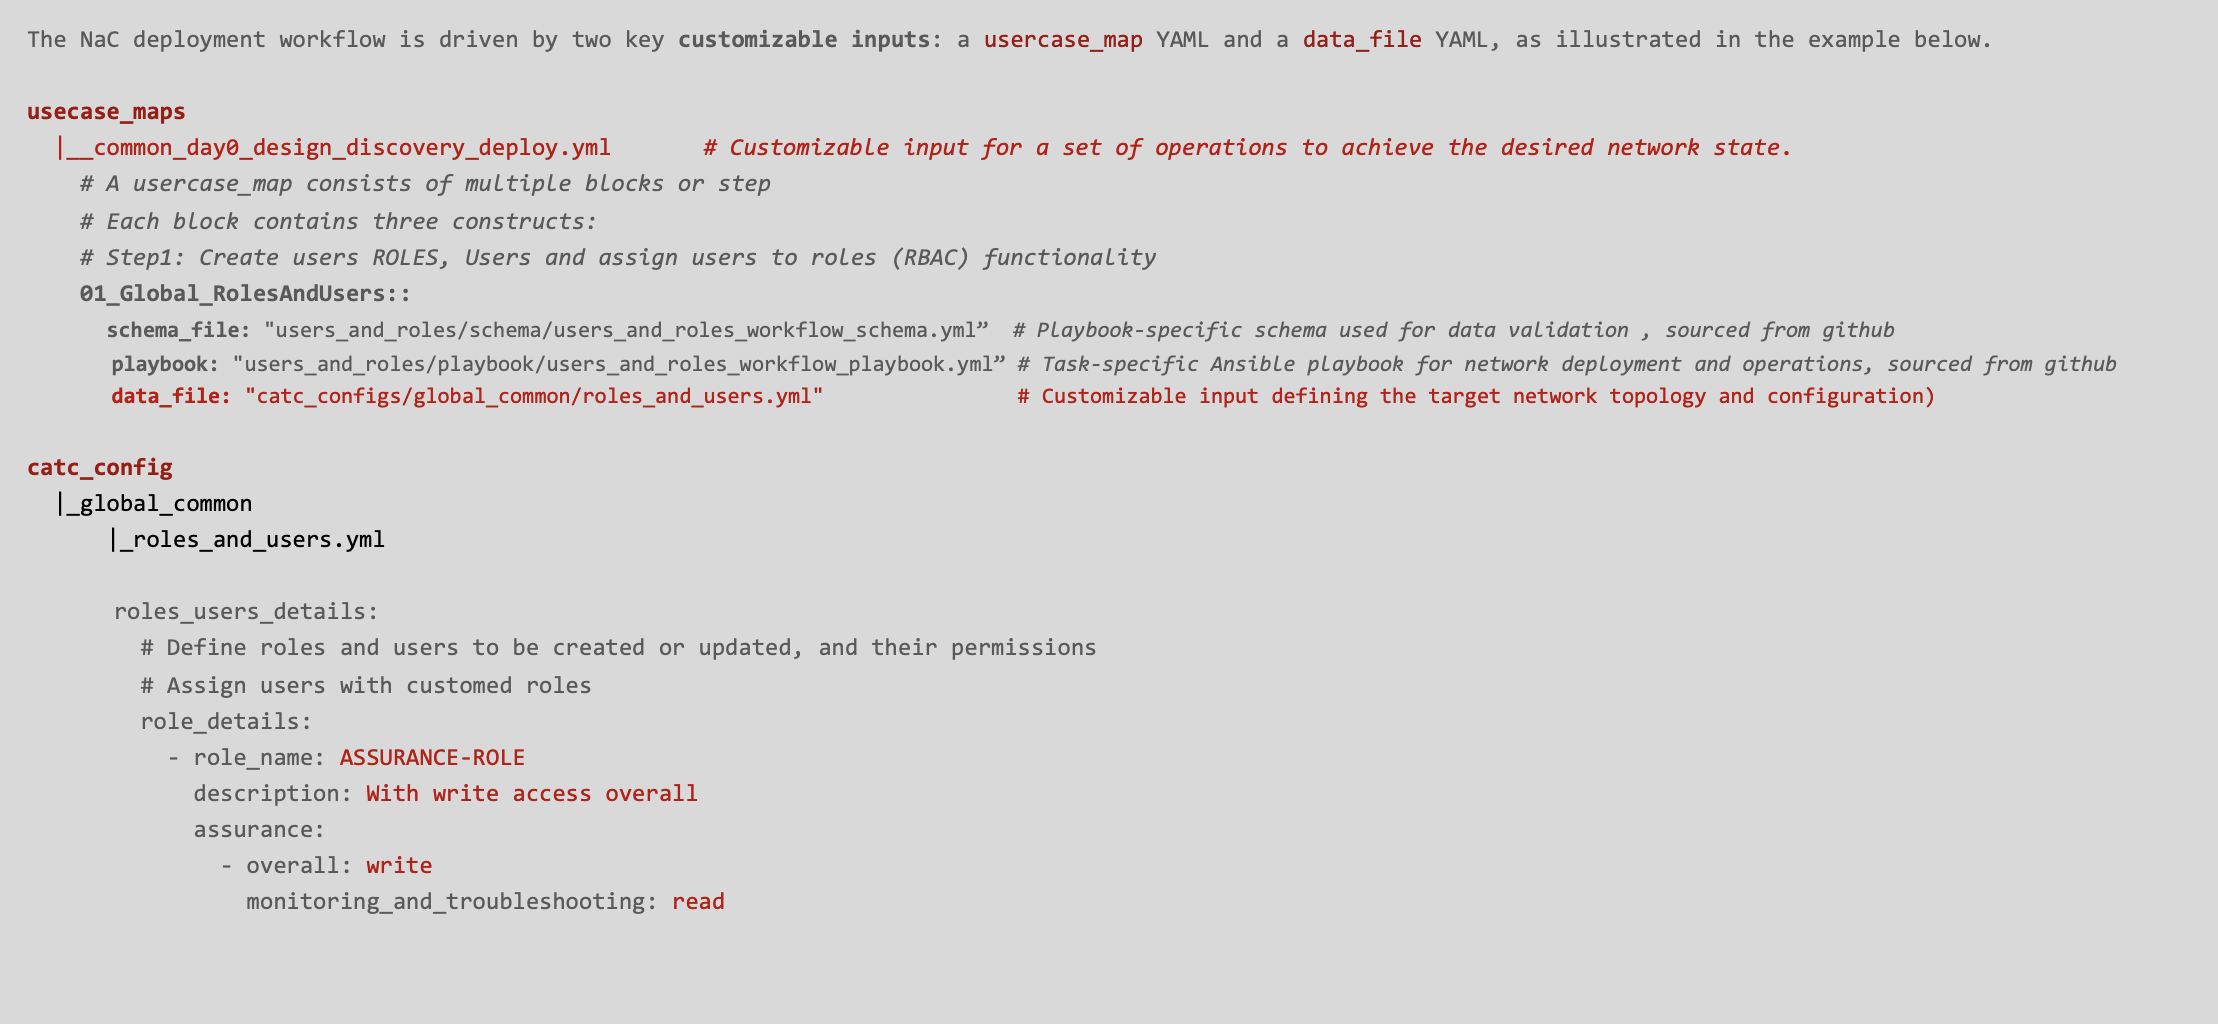 The NaC deployment workflow is driven by two key customizable inputs: a usercase_map YAML and a data_file YAML, as illustrated in the example below.
usecase_maps
|__common_day0_design_discovery_deploy.yml # Customizable input for a set of operations to achieve the desired network state.
# A usercase_map consists of multiple blocks or step
# Each block contains three constructs:
# Step1: Create users ROLES, Users and assign users to roles (RBAC) functionality
01_Global_RolesAndUsers::
schema_file: "users_and_roles/schema/users_and_roles_workflow_schema.yml” # Playbook-specific schema used for data validation , sourced from github
playbook: "users_and_roles/playbook/users_and_roles_workflow_playbook.yml” # Task-specific Ansible playbook for network deployment and operations, sourced from github
data_file: "catc_configs/global_common/roles_and_users.yml" # Customizable input defining the target network topology and configuration)
catc_config
|_global_common
|_roles_and_users.yml
roles_users_details:
# Define roles and users to be created or updated, and their permissions
# Assign users with customed roles
role_details:
- role_name: ASSURANCE-ROLE
description: With write access overall
assurance:
- overall: write
monitoring_and_troubleshooting: read